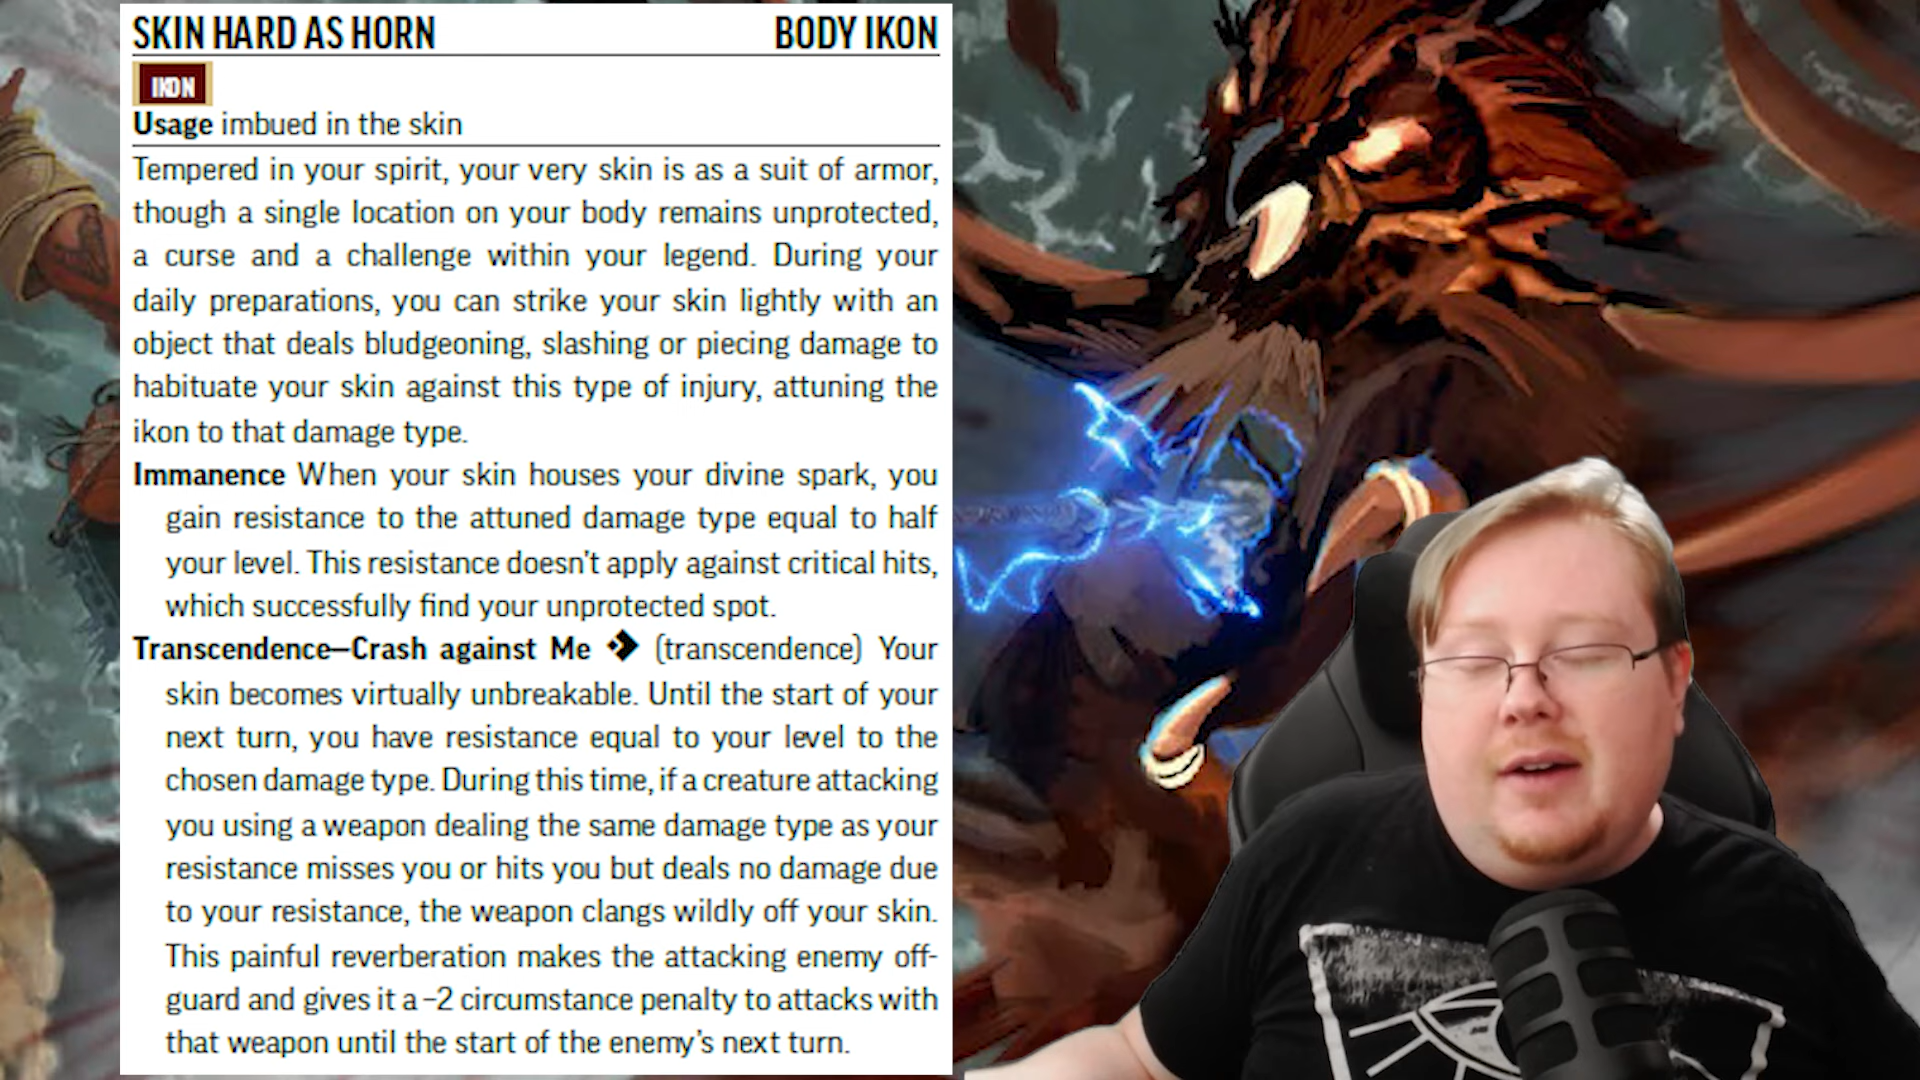 SKIN HARD AS HORN BODY IKON
IKON
Usage imbued in the skin
Tempered in your spirit, your very skin is as a suit of armor,
though a single location on your body remains unprotected,
a curse and a challenge within your legend. During your
daily preparations, you can strike your skin lightly with an
object that deals bludgeoning, slashing or piecing damage to
habituate your skin against this type of injury, attuning the
ikon to that damage type.
Immanence When your skin houses your divine spark, you
gain resistance to the attuned damage type equal to half
your level. This resistance doesn't apply against critical hits,
which successfully find your unprotected spot.
Transcendence—Crash against Me (transcendence) Your
skin becomes virtually unbreakable. Until the start of your
next turn, you have resistance equal to your level to the
chosen damage type. During this time, if a creature attacking
you using a weapon dealing the same damage type as your
resistance misses you or hits you but deals no damage due
to your resistance, the weapon clangs wildly off your skin.
This painful reverberation makes the attacking enemy off-
guard and gives it a –2 circumstance penalty to attacks with
that weapon until the start of the enemy's next turn.